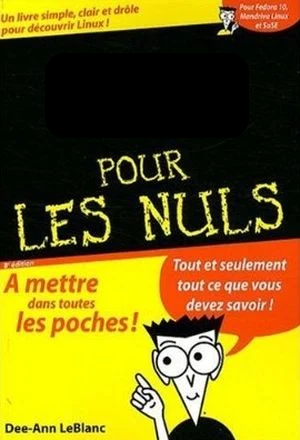 Un livre simple, clair et drôle
pour découvrir Linux !
Pour Fedora 10,
Mandriva Linux
et SuSE
POUR
LES NULS
9e édition
A mettre
dans toutes
les poches !
Tout et seulement
tout ce que vous
devez savoir !
Dee-Ann LeBlanc